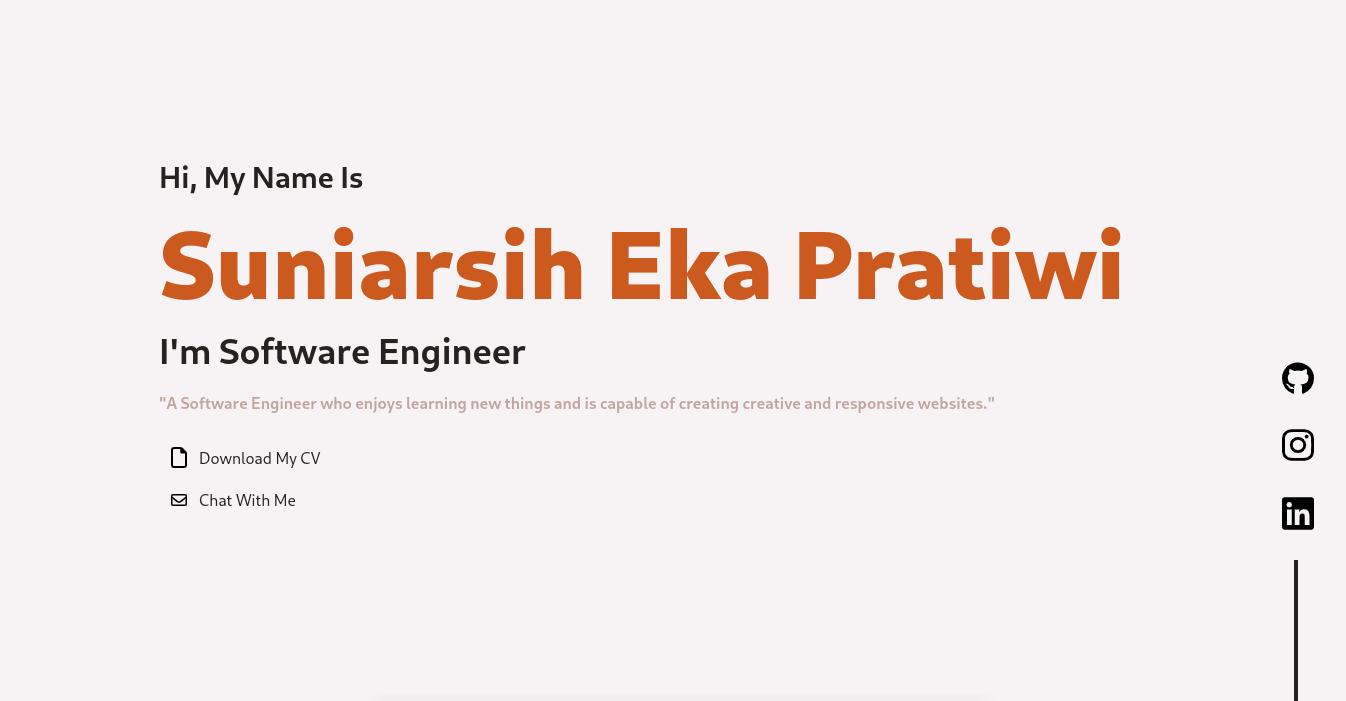 Hi, My Name Is
Suniarsih Eka Pratiwi
I'm Software Engineer
"A Software Engineer who enjoys learning new things and is capable of creating creative and responsive websites."
Download My CV
Chat With Me
in